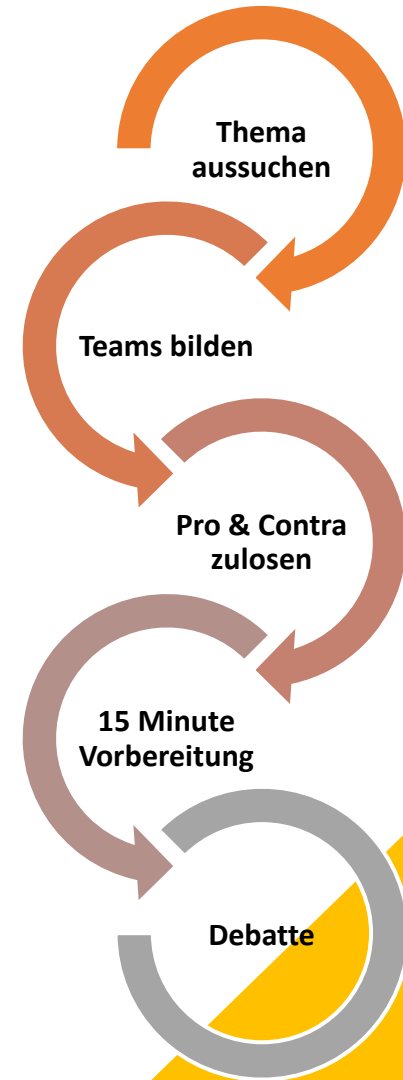 Thema
aussuchen
Teams bilden
Pro & Contra
zulosen
15 Minute
Vorbereitung
Debatte